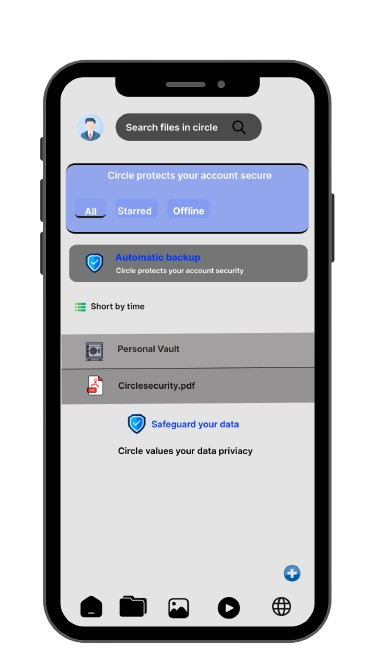 Search files in circle
Circle protects your account secure
All Starred Offline
Automatic backup
Circle protects your account security
Short by time
Personal Vault
Circlesecurity.pdf
Safeguard your data
Circle values your data privacy